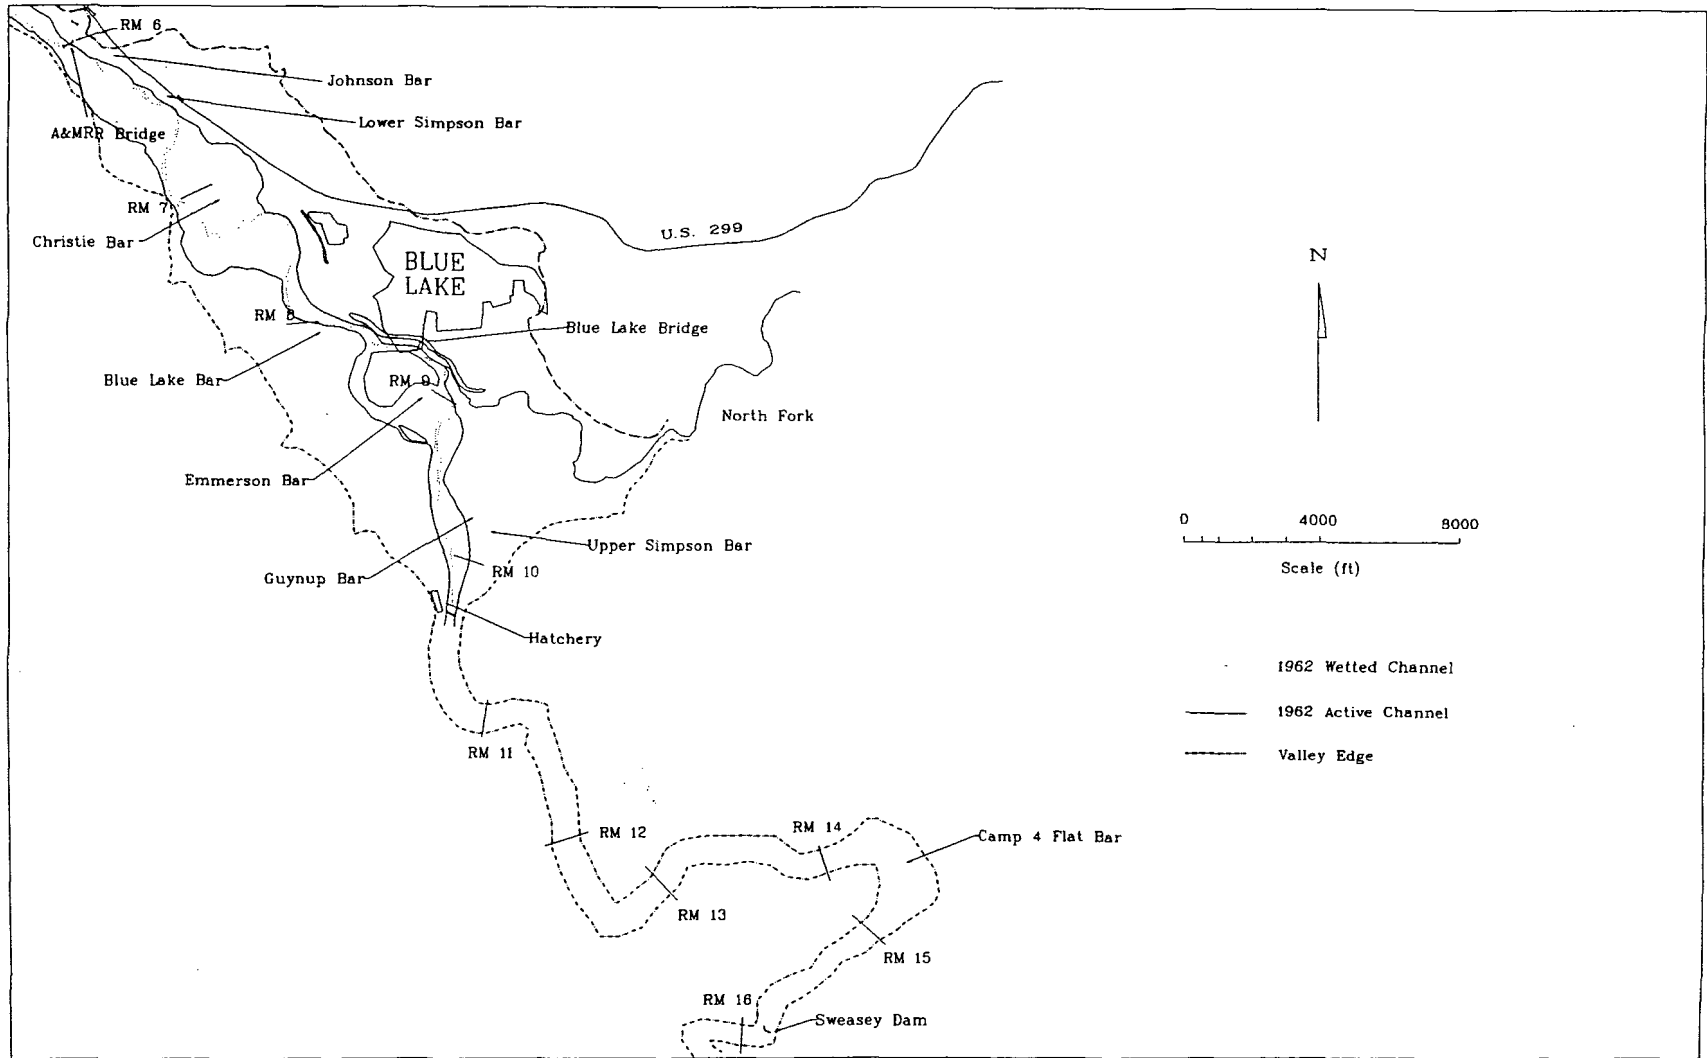 RM 6
Johnson Bar
Lower Simpson Bar
A&MRR Bridge
RM 7
Christie Bar
U.S. 299
N
BLUE
LAKE
RM 8
Blue Lake Bridge
Blue Lake Bar
RM 9
North Fork
Emmerson Bar
0 4000 8000
Scale (ft)
Upper Simpson Bar
RM 10
Guynup Bar
Hatchery
1962 Wetted Channel
1962 Active Channel
Valley Edge
RM 11
RM 12
RM 14
Camp 4 Flat Bar
RM 13
RM 15
RM 16
Sweasey Dam